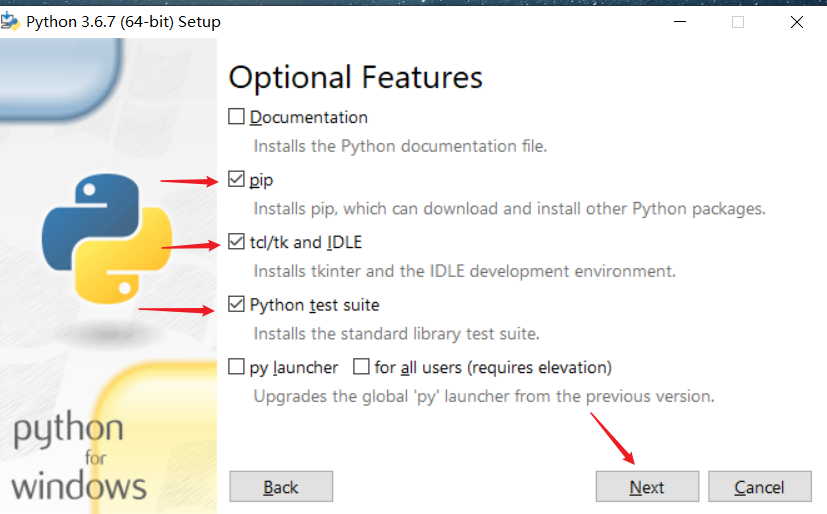 Python 3.6.7 (64-bit) Setup
Optional Features
Documentation
Installs the Python documentation file.
pip
Installs pip, which can download and install other Python packages.
tcl/tk and IDLE
Installs tkinter and the IDLE development environment.
Python test suite
Installs the standard library test suite.
py launcher for all users (requires elevation)
Upgrades the global 'py' launcher from the previous version.
python
for
windows
Back Next Cancel